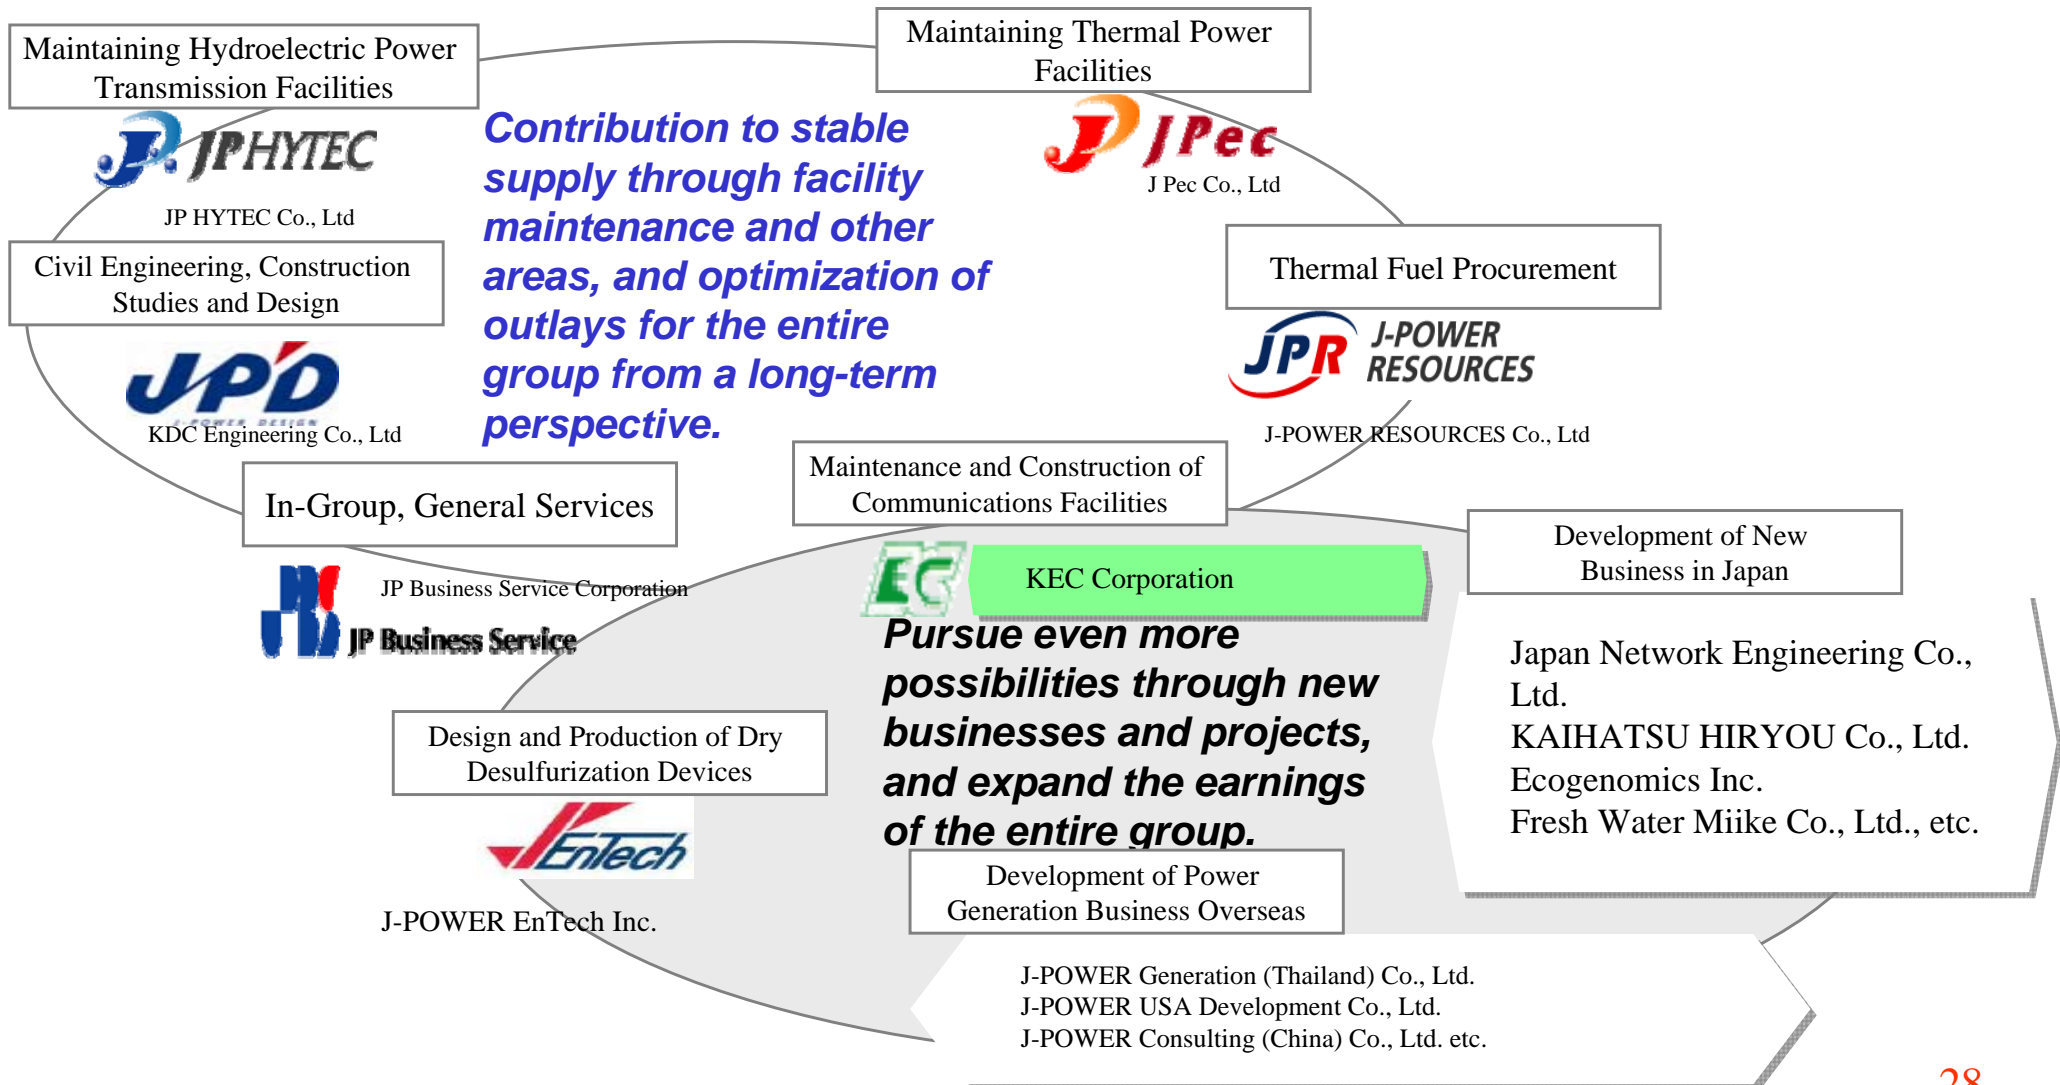 Maintaining Hydroelectric Power
Transmission Facilities
JPHYTEC
JP HYTEC Co., Ltd
Civil Engineering, Construction
Studies and Design
JPD
J-POWER DESIGN
KDC Engineering Co., Ltd
In-Group, General Services
JP Business Service Corporation
JP Business Service
Contribution to stable
supply through facility
maintenance and other
areas, and optimization of
outlays for the entire
group from a long-term
perspective.
Maintaining Thermal Power
Facilities
JPec
J Pec Co., Ltd
Thermal Fuel Procurement
JPR
J-POWER
RESOURCES
J-POWER RESOURCES Co., Ltd
Maintenance and Construction of
Communications Facilities
EC
KEC Corporation
Pursue even more
possibilities through new
businesses and projects,
and expand the earnings
of the entire group.
Development of New
Business in Japan
Japan Network Engineering Co.,
Ltd.
KAIHATSU HIRYOU Co., Ltd.
Ecogenomics Inc.
Fresh Water Miike Co., Ltd., etc.
Design and Production of Dry
Desulfurization Devices
EnTech
J-POWER EnTech Inc.
Development of Power
Generation Business Overseas
J-POWER Generation (Thailand) Co., Ltd.
J-POWER USA Development Co., Ltd.
J-POWER Consulting (China) Co., Ltd. etc.
28